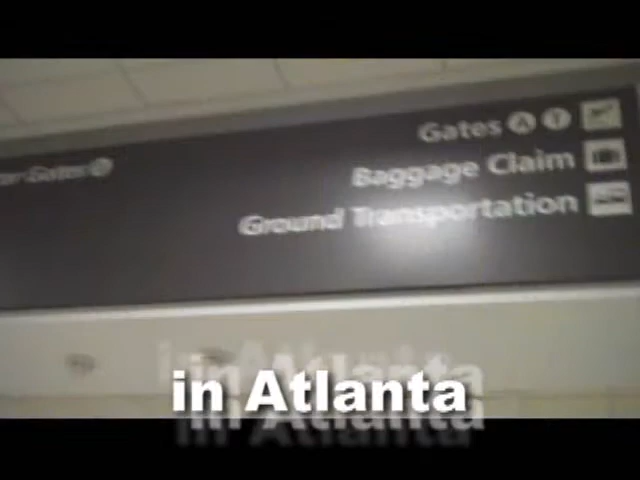 Gates A T
Baggage Claim
Ground Transportation
in Atlanta